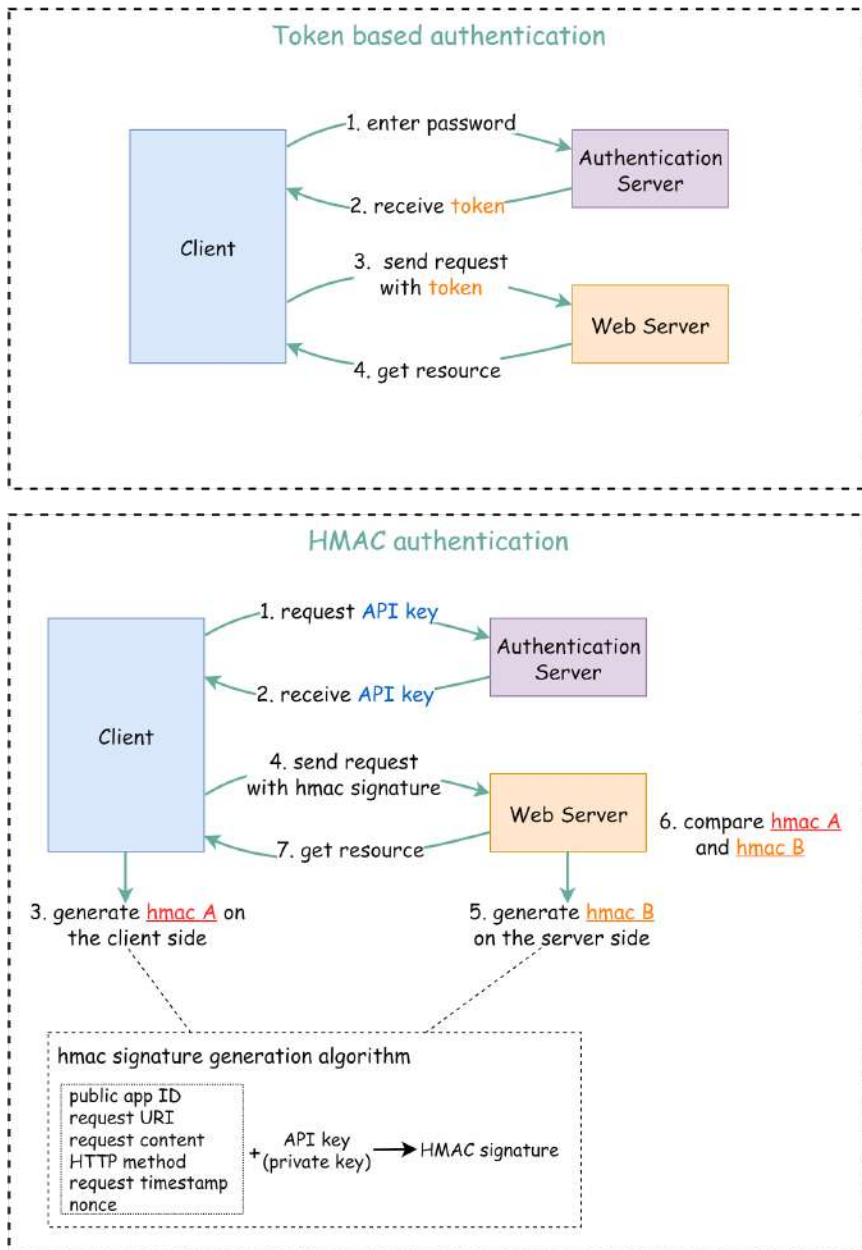 Token based authentication
1. enter password
Authentication
Server
2. receive token
Client
3. send request
with token
Web Server
4. get resource
HMAC authentication
1. request API key
Authentication
Server
2. receive API key
Client
4. send request
with hmac signature
Web Server
6. compare hmac A
and hmac B
7. get resource
3. generate hmac A on
the client side
5. generate hmac B
on the server side
hmac signature generation algorithm
public app ID
request URI
request content
HTTP method
request timestamp
nonce
+
API key
(private key)
HMAC signature